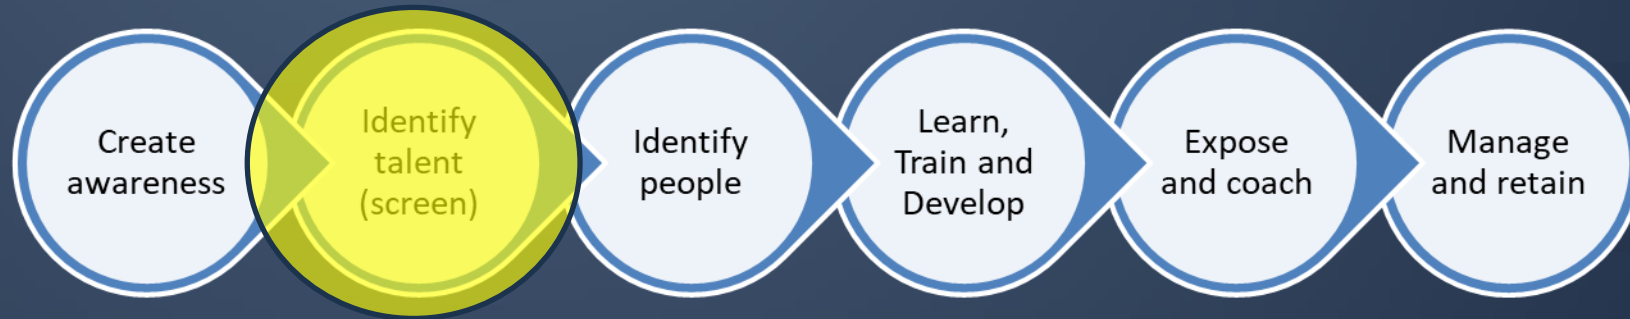 Create
awareness
Identify
talent
(screen)
Identify
people
Learn,
Train and
Develop
Expose
and coach
Manage
and retain